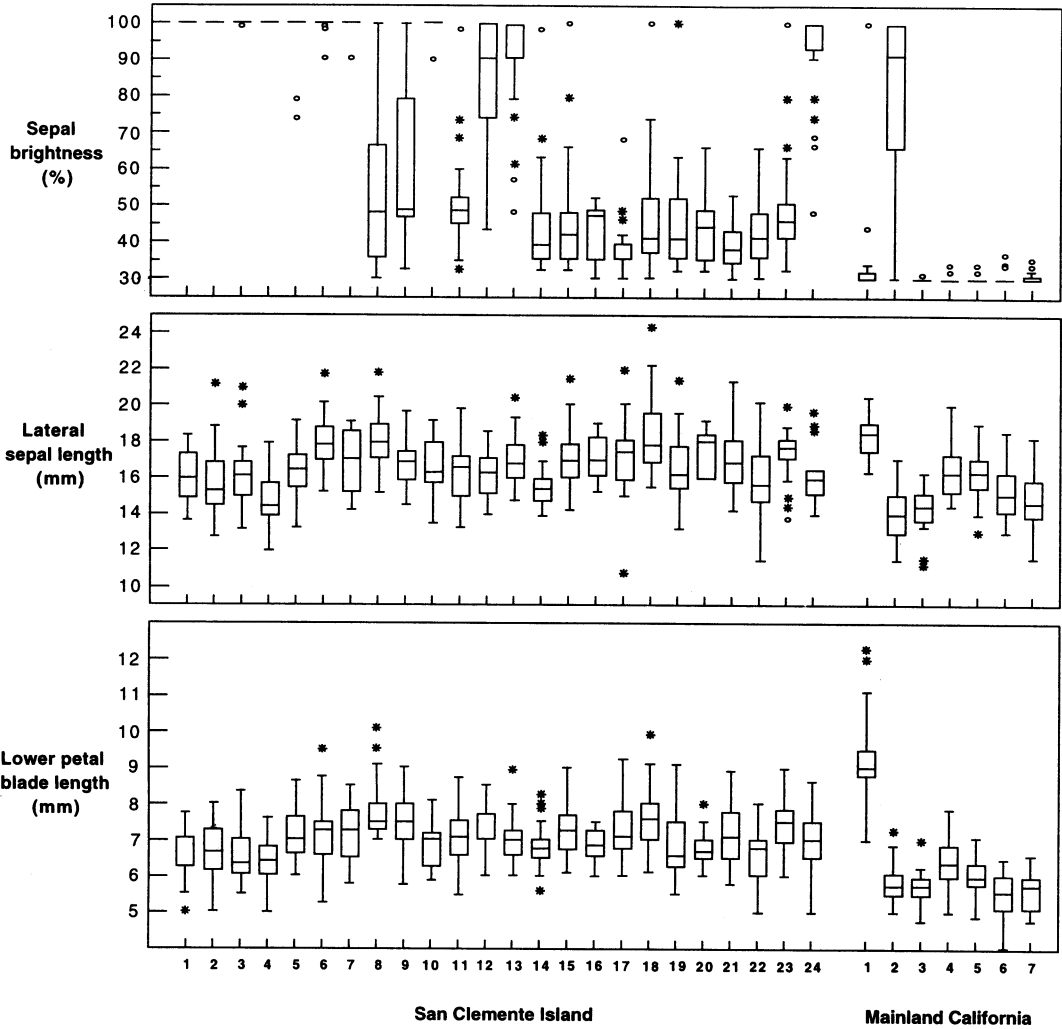 100
90
80
70
60
50
40
30
Sepal
brightness
(%)
24
22
20
18
16
14
12
10
Lateral
sepal length
(mm)
12
11
10
9
8
7
6
5
Lower petal
blade length
(mm)
1 2 3 4 5 6 7 8 9 10 11 12 13 14 15 16 17 18 19 20 21 22 23 24 1 2 3 4 5 6 7
San Clemente Island Mainland California